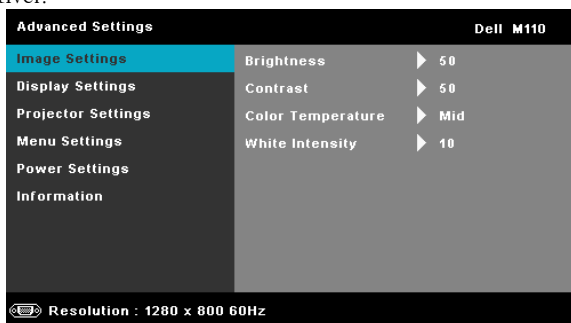 river.
Advanced Settings Dell M110
Image Settings Brightness 50
Display Settings Contrast 50
Projector Settings Color Temperature Mid
Menu Settings White Intensity 10
Power Settings
Information
Resolution : 1280 x 800 60Hz